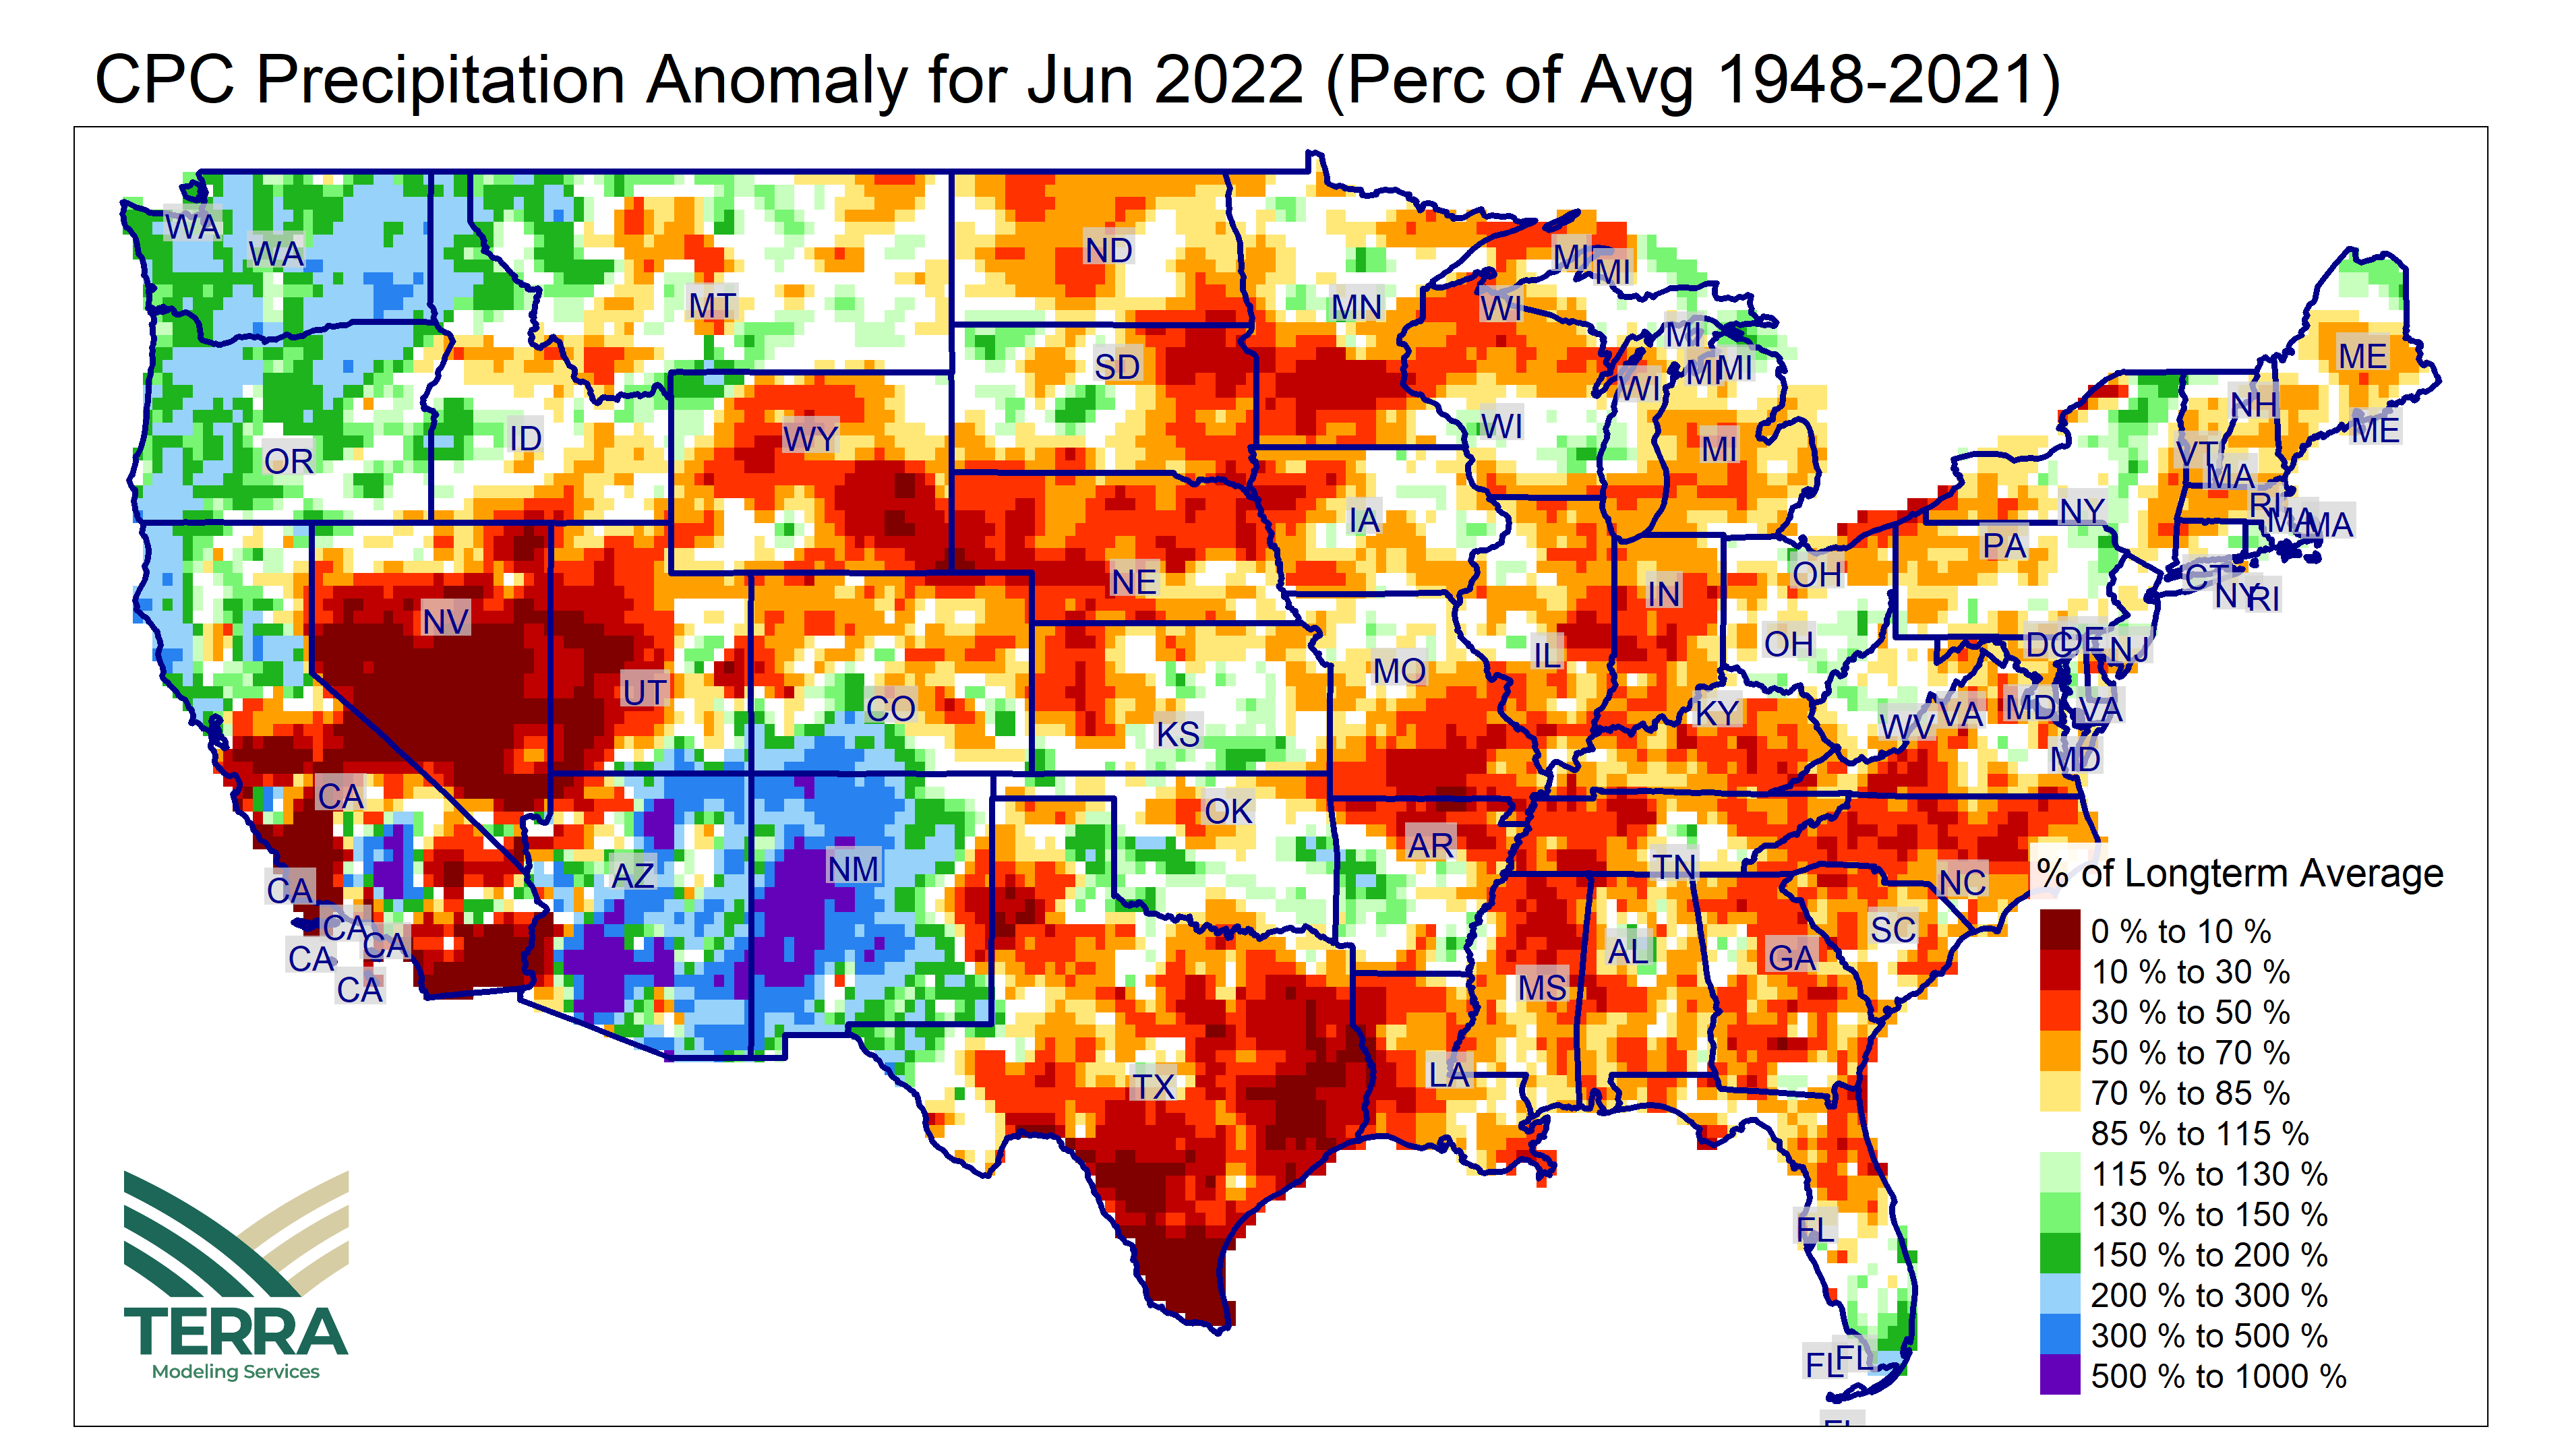 CPC Precipitation Anomaly for Jun 2022 (Perc of Avg 1948-2021)
WA
WA
ND
MI
MI
MT
MN
WI
MI
SD
MI
MI
ME
WI
NH
ME
WY
WI
ID
MI
VT
OR
MA
RI
IA
NY
MA
MA
PA
OH
CT
NE
IN
NY
RI
NV
OH
IL
DC
DE
NJ
MO
UT
CO
KY
WV
VA
MD
VA
KS
MD
CA
OK
AR
AZ
NM
TN
NC
CA
CA
CA
CA
CA
AL
SC
GA
MS
LA
TX
FL
FL
FL
% of Longterm Average
0 % to 10 %
10 % to 30 %
30 % to 50 %
50 % to 70 %
70 % to 85 %
85 % to 115 %
115 % to 130 %
130 % to 150 %
150 % to 200 %
200 % to 300 %
300 % to 500 %
500 % to 1000 %
TERRA
Modeling Services